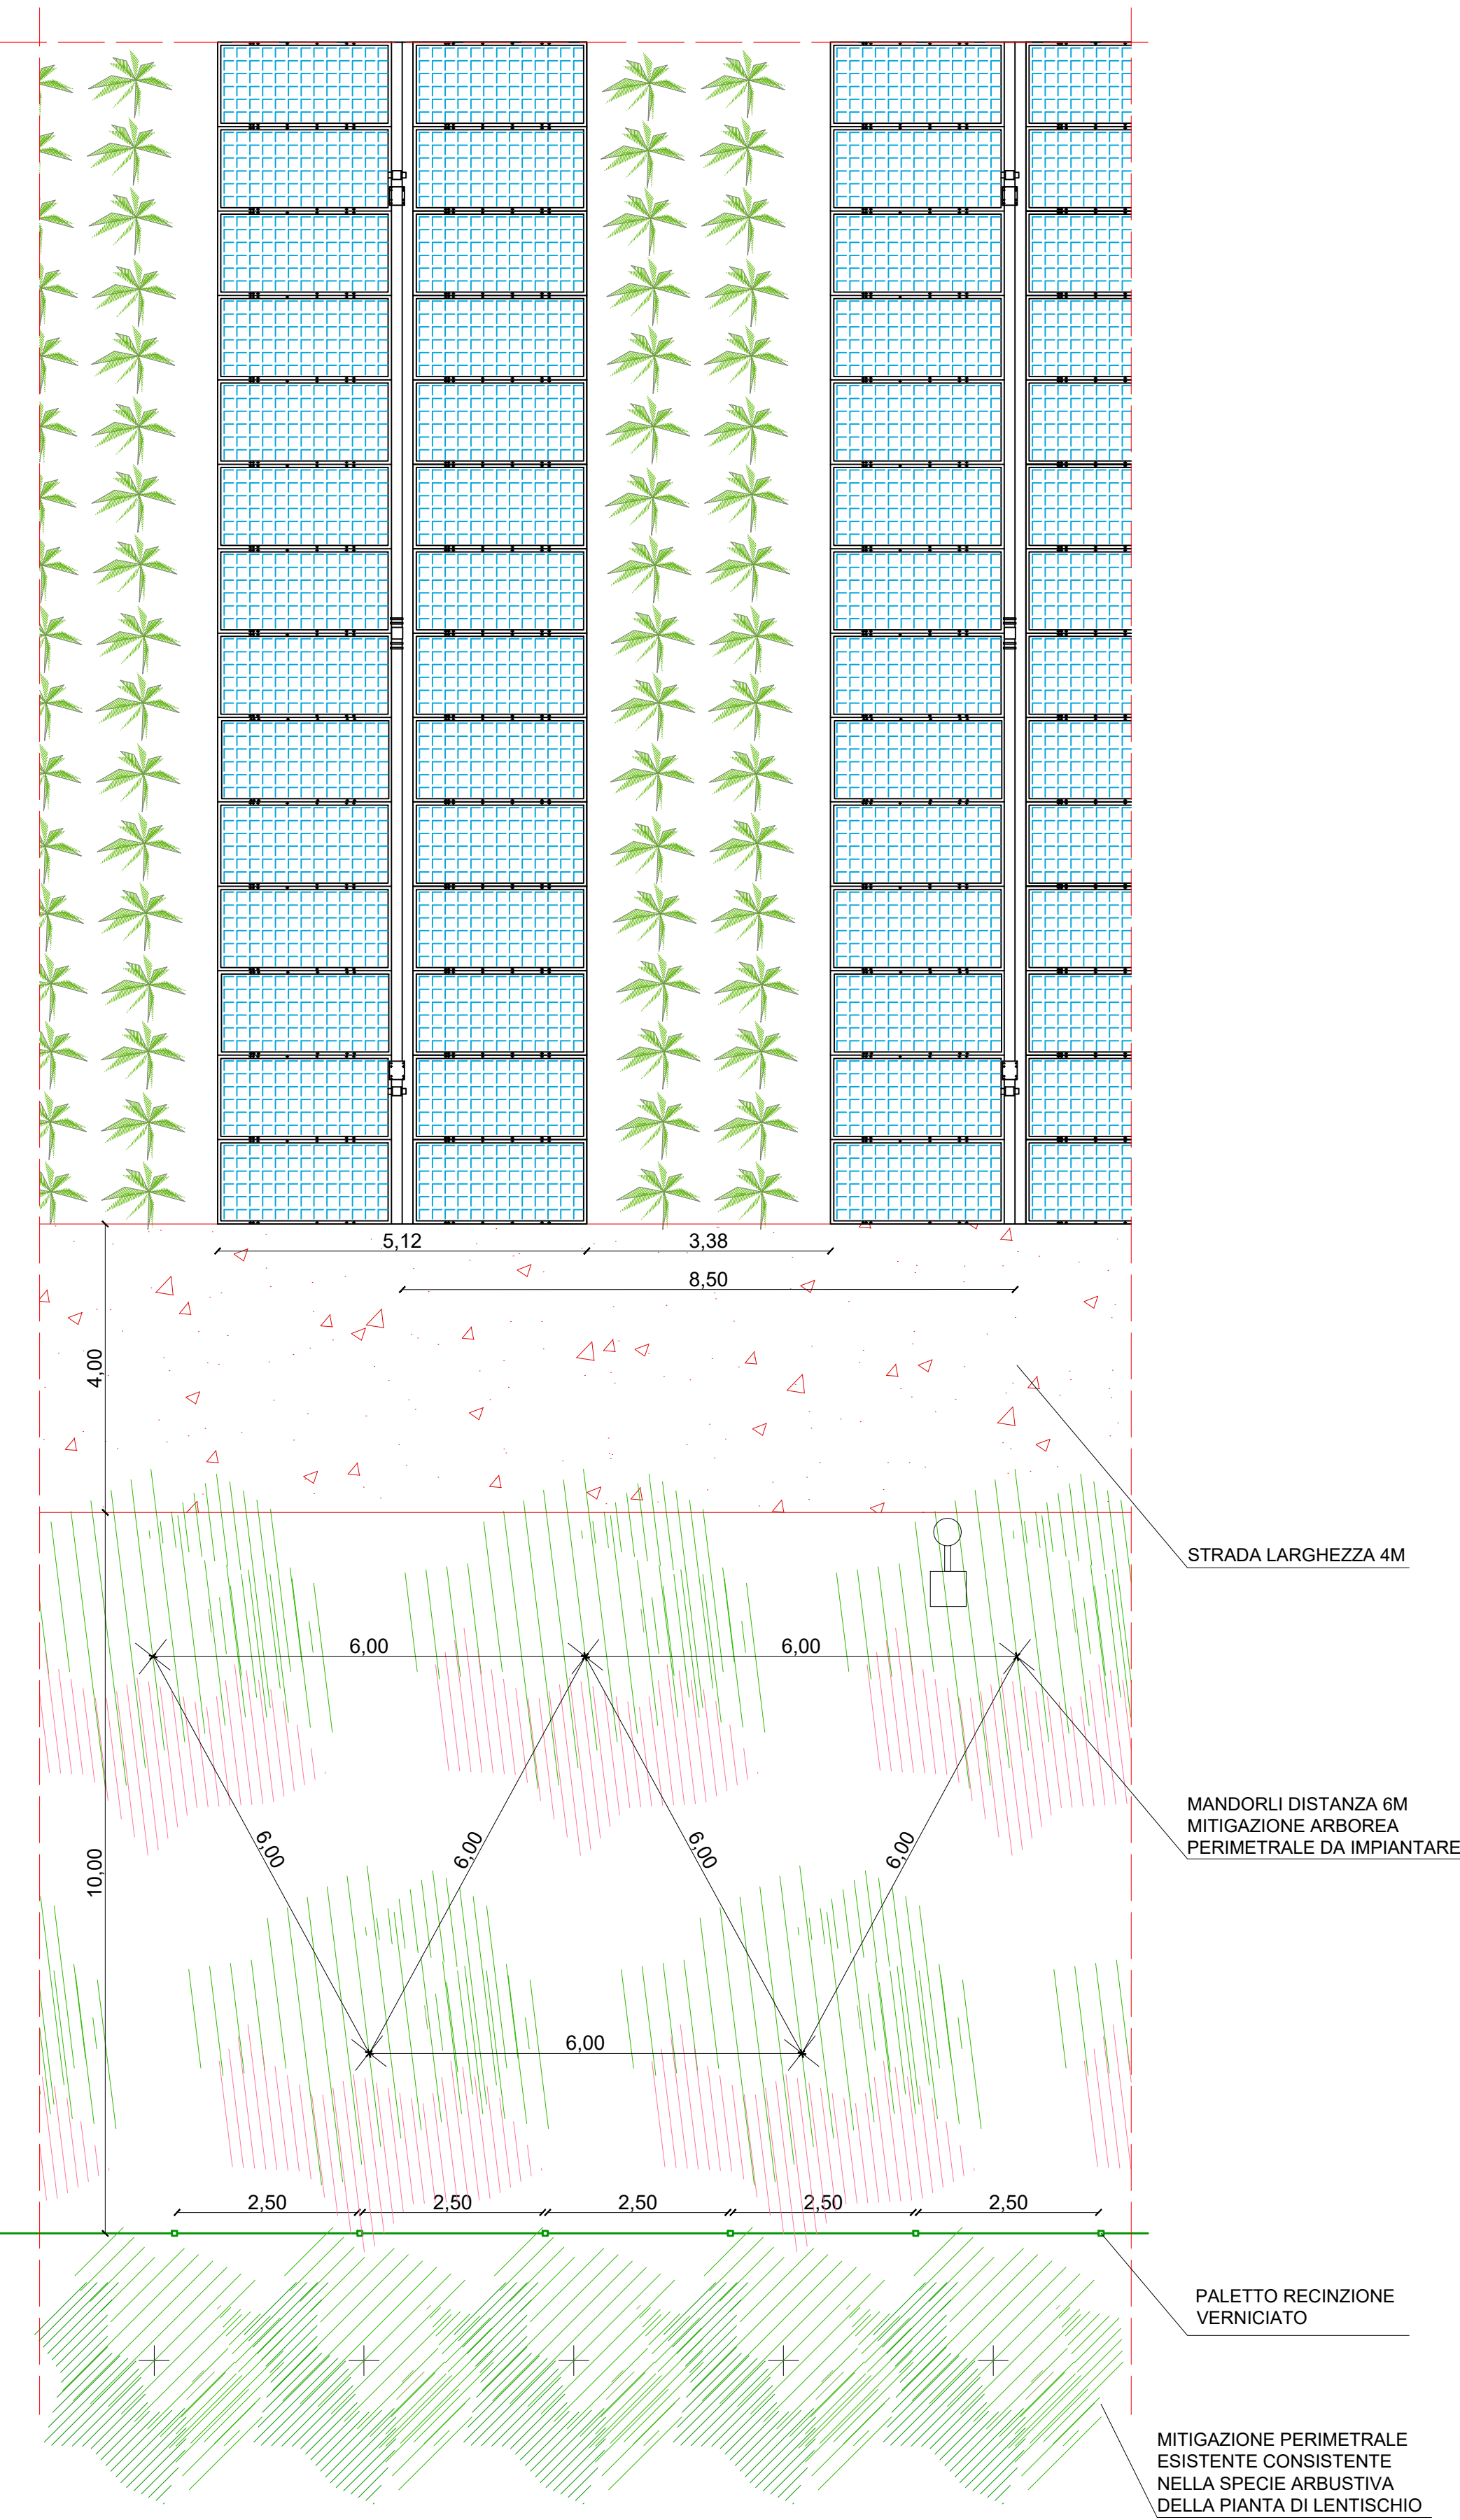 5,12
3,38
8,50
4,00
STRADA LARGHEZZA 4M
6,00
6,00
MANDORLI DISTANZA 6M
MITIGAZIONE ARBOREA
PERIMETRALE DA IMPIANTARE
6,00
6,00
6,00
6,00
10,00
6,00
2,50
2,50
2,50
2,50
2,50
PALETTO RECINZIONE
VERNICIATO
MITIGAZIONE PERIMETRALE
ESISTENTE CONSISTENTE
NELLA SPECIE ARBUSTIVA
DELLA PIANTA DI LENTISCHIO